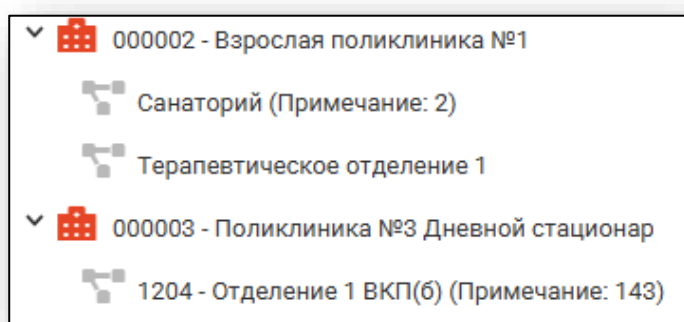 000002 - Взрослая поликлиника №1
Санаторий (Примечание: 2)
Терапевтическое отделение 1
000003 - Поликлиника №3 Дневной стационар
1204 - Отделение 1 ВКП(б) (Примечание: 143)